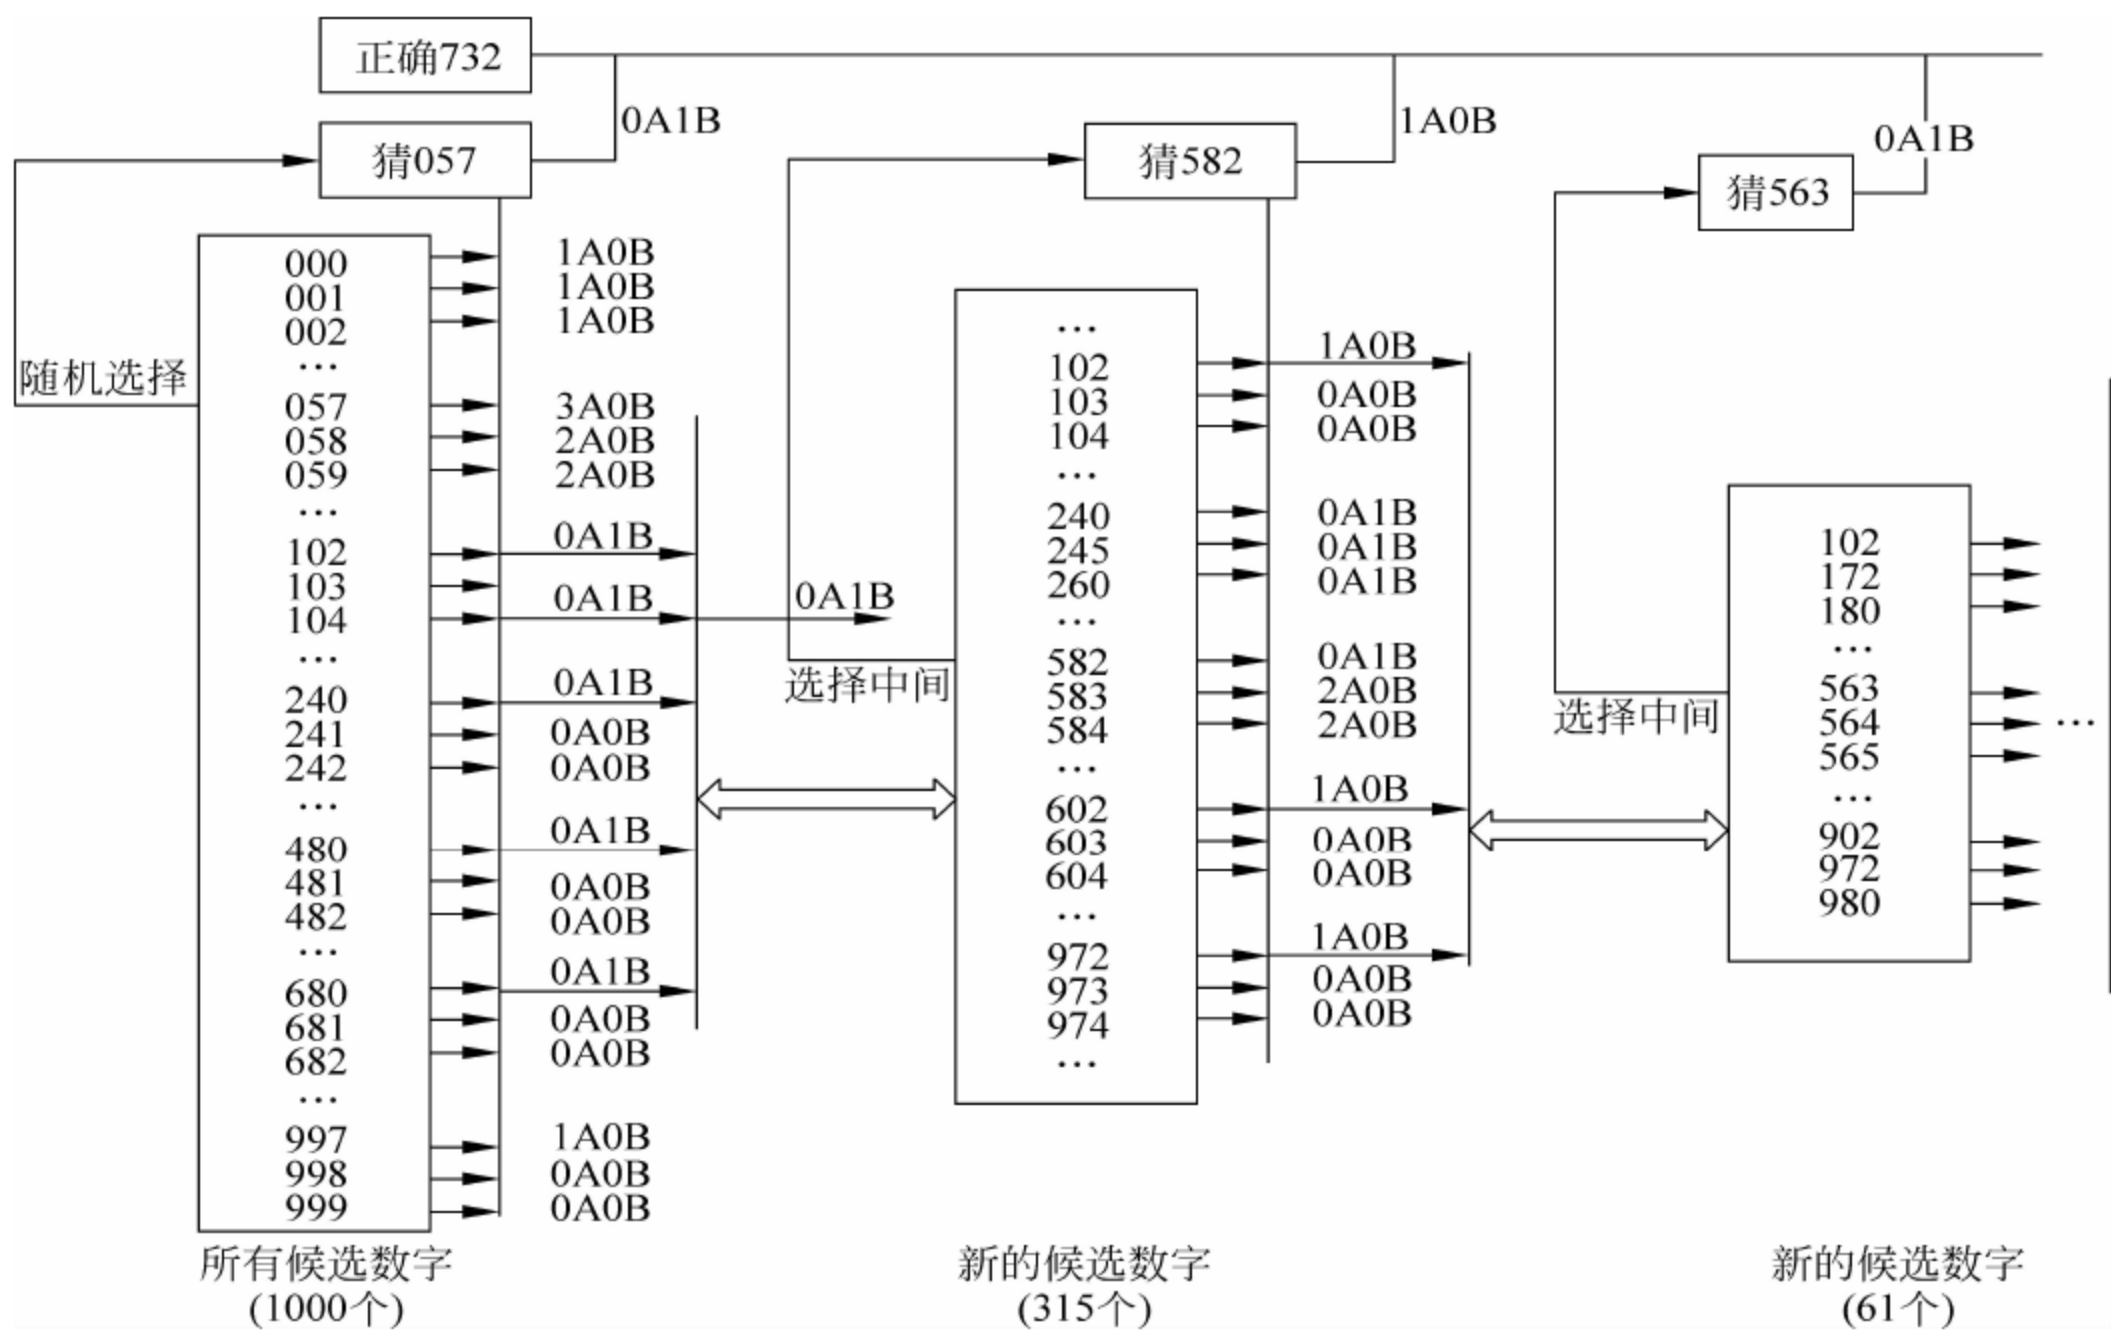 正确732
0A1B
猜057
随机选择
000
001
002
…
057
058
059
…
102
103
104
…
240
241
242
…
480
481
482
…
680
681
682
…
997
998
999
1A0B
1A0B
1A0B
3A0B
2A0B
2A0B
0A1B
0A1B
0A1B
0A0B
0A0B
0A1B
0A0B
0A0B
0A1B
0A0B
0A0B
1A0B
0A0B
0A0B
所有候选数字
(1000个)
0A1B
选择中间
猜582
1A0B
…
102
103
104
…
240
245
260
…
582
583
584
…
602
603
604
…
972
973
974
…
1A0B
0A0B
0A0B
0A1B
0A1B
0A1B
0A1B
2A0B
2A0B
1A0B
0A0B
0A0B
1A0B
0A0B
0A0B
新的候选数字
(315个)
0A1B
猜563
选择中间
102
172
180
…
563
564
565
…
902
972
980
…
新的候选数字
(61个)